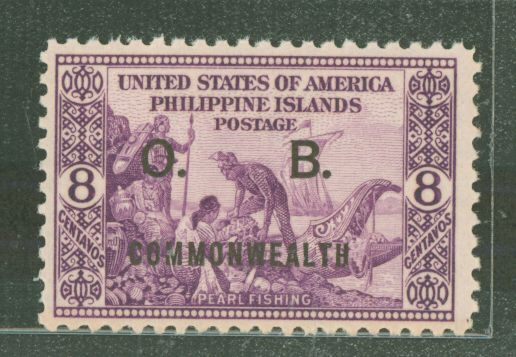 UNITED STATES OF AMERICA
PHILIPPINE ISLANDS
POSTAGE
O. B.
8 8
CENTAVOS CENTAVOS
COMMONWEALTH
PEARL FISHING